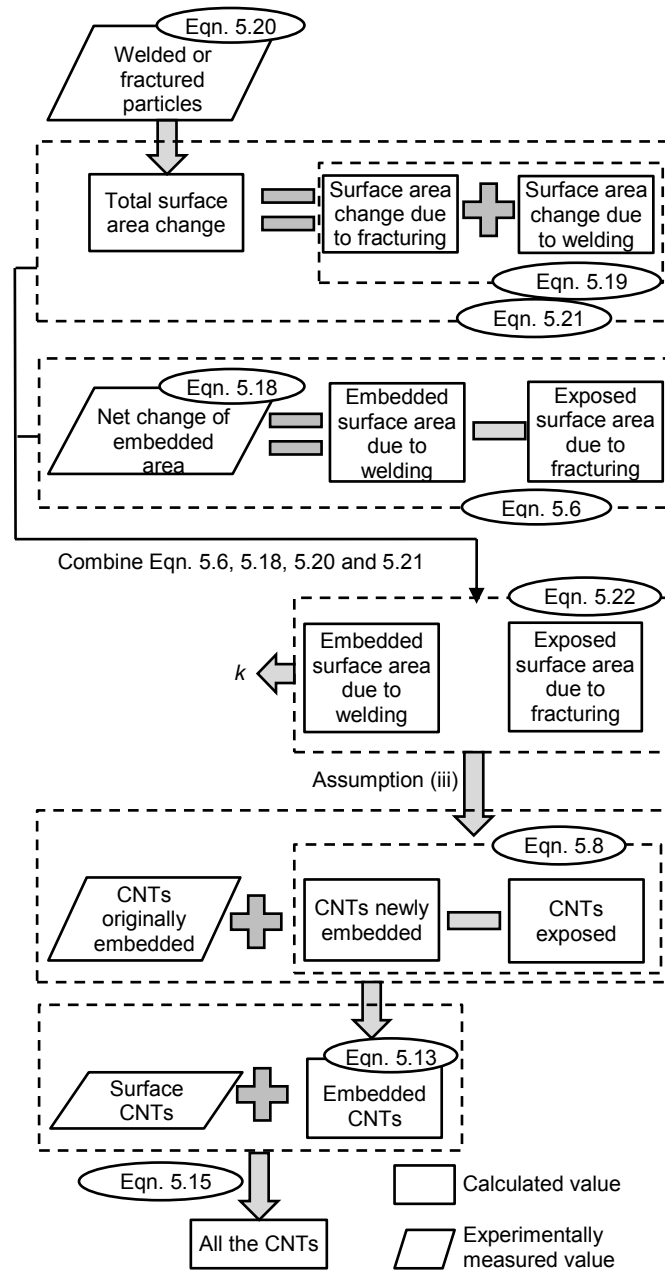 Eqn. 5.20
Welded or
fractured
particles
Total surface
area change
Surface area
change due
to fracturing
Surface area
change due
to welding
Eqn. 5.19
Eqn. 5.21
Eqn. 5.18
Net change of
embedded
area
Embedded
surface area
due to
welding
Exposed
surface area
due to
fracturing
Eqn. 5.6
Combine Eqn. 5.6, 5.18, 5.20 and 5.21
Eqn. 5.22
k
Embedded
surface area
due to
welding
Exposed
surface area
due to
fracturing
Assumption (iii)
Eqn. 5.8
CNTs
originally
embedded
CNTs newly
embedded
CNTs
exposed
Eqn. 5.13
Surface
CNTs
Embedded
CNTs
Eqn. 5.15
All the CNTs
Calculated value
Experimentally
measured value